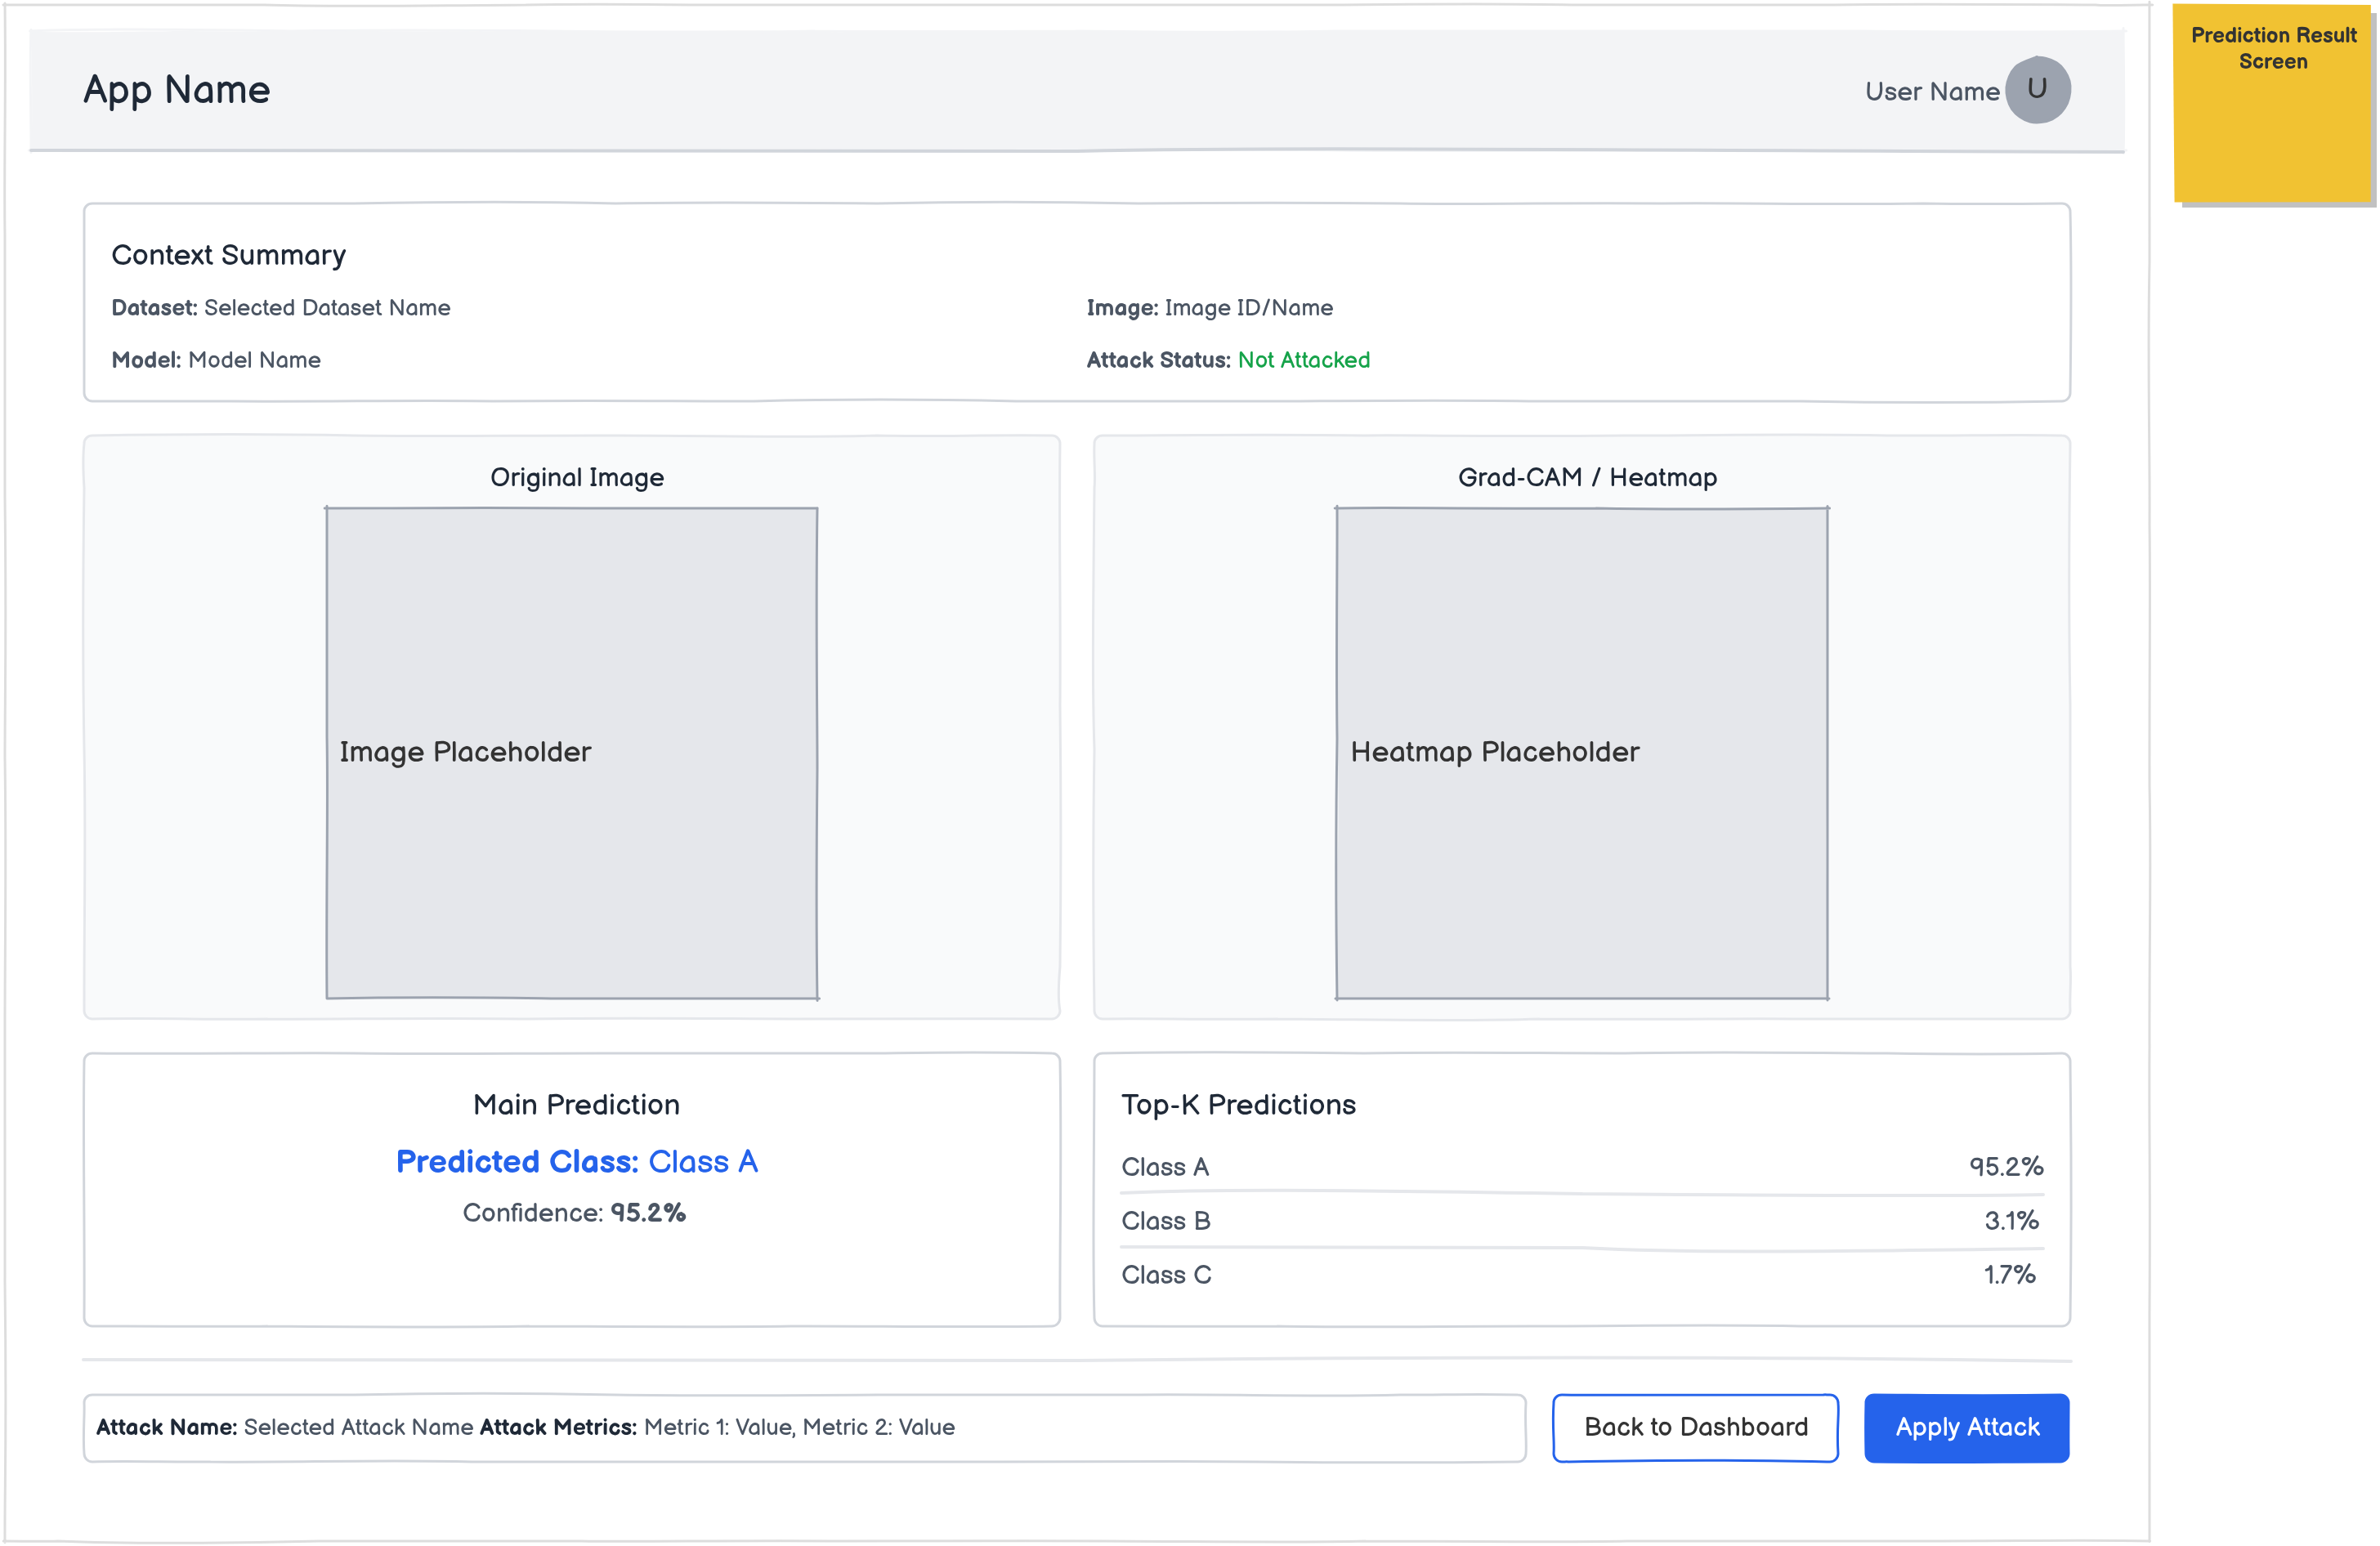 App Name
User Name U
Prediction Result
Screen
Context Summary
Dataset: Selected Dataset Name
Image: Image ID/Name
Model: Model Name
Attack Status: Not Attacked
Original Image
Image Placeholder
Grad-CAM / Heatmap
Heatmap Placeholder
Main Prediction
Predicted Class: Class A
Confidence: 95.2%
Top-K Predictions
Class A 95.2%
Class B 3.1%
Class C 1.7%
Attack Name: Selected Attack Name Attack Metrics: Metric 1: Value, Metric 2: Value
Back to Dashboard
Apply Attack